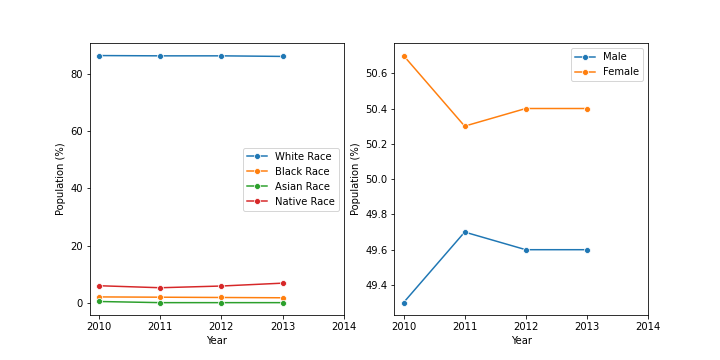 80
60
40
20
0
Population (%)
2010 2011 2012 2013 2014
Year
White Race
Black Race
Asian Race
Native Race
50.6
50.4
50.2
50.0
49.8
49.6
49.4
Population (%)
2010 2011 2012 2013 2014
Year
Male
Female